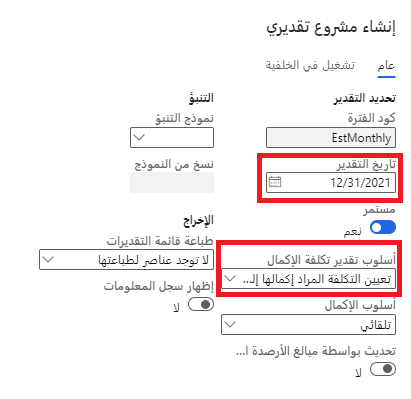 إنشاء مشروع تقديري
عام
تشغيل في الخلفية
تحديد التقدير
كود الفترة
EstMonthly
تاريخ التقدير
12/31/2021
مستمر
نعم
أسلوب تقدير تكلفة الإكمال
تعيين التكلفة المراد إكمالها إل...
أسلوب الإكمال
تلقائي
تحديث بواسطة مبالغ الأرصدة ا...
لا
التنبؤ
نموذج التنبؤ
نسخ من النموذج
الإخراج
طباعة قائمة التقديرات
لا توجد عناصر لطباعتها
إظهار سجل المعلومات
لا